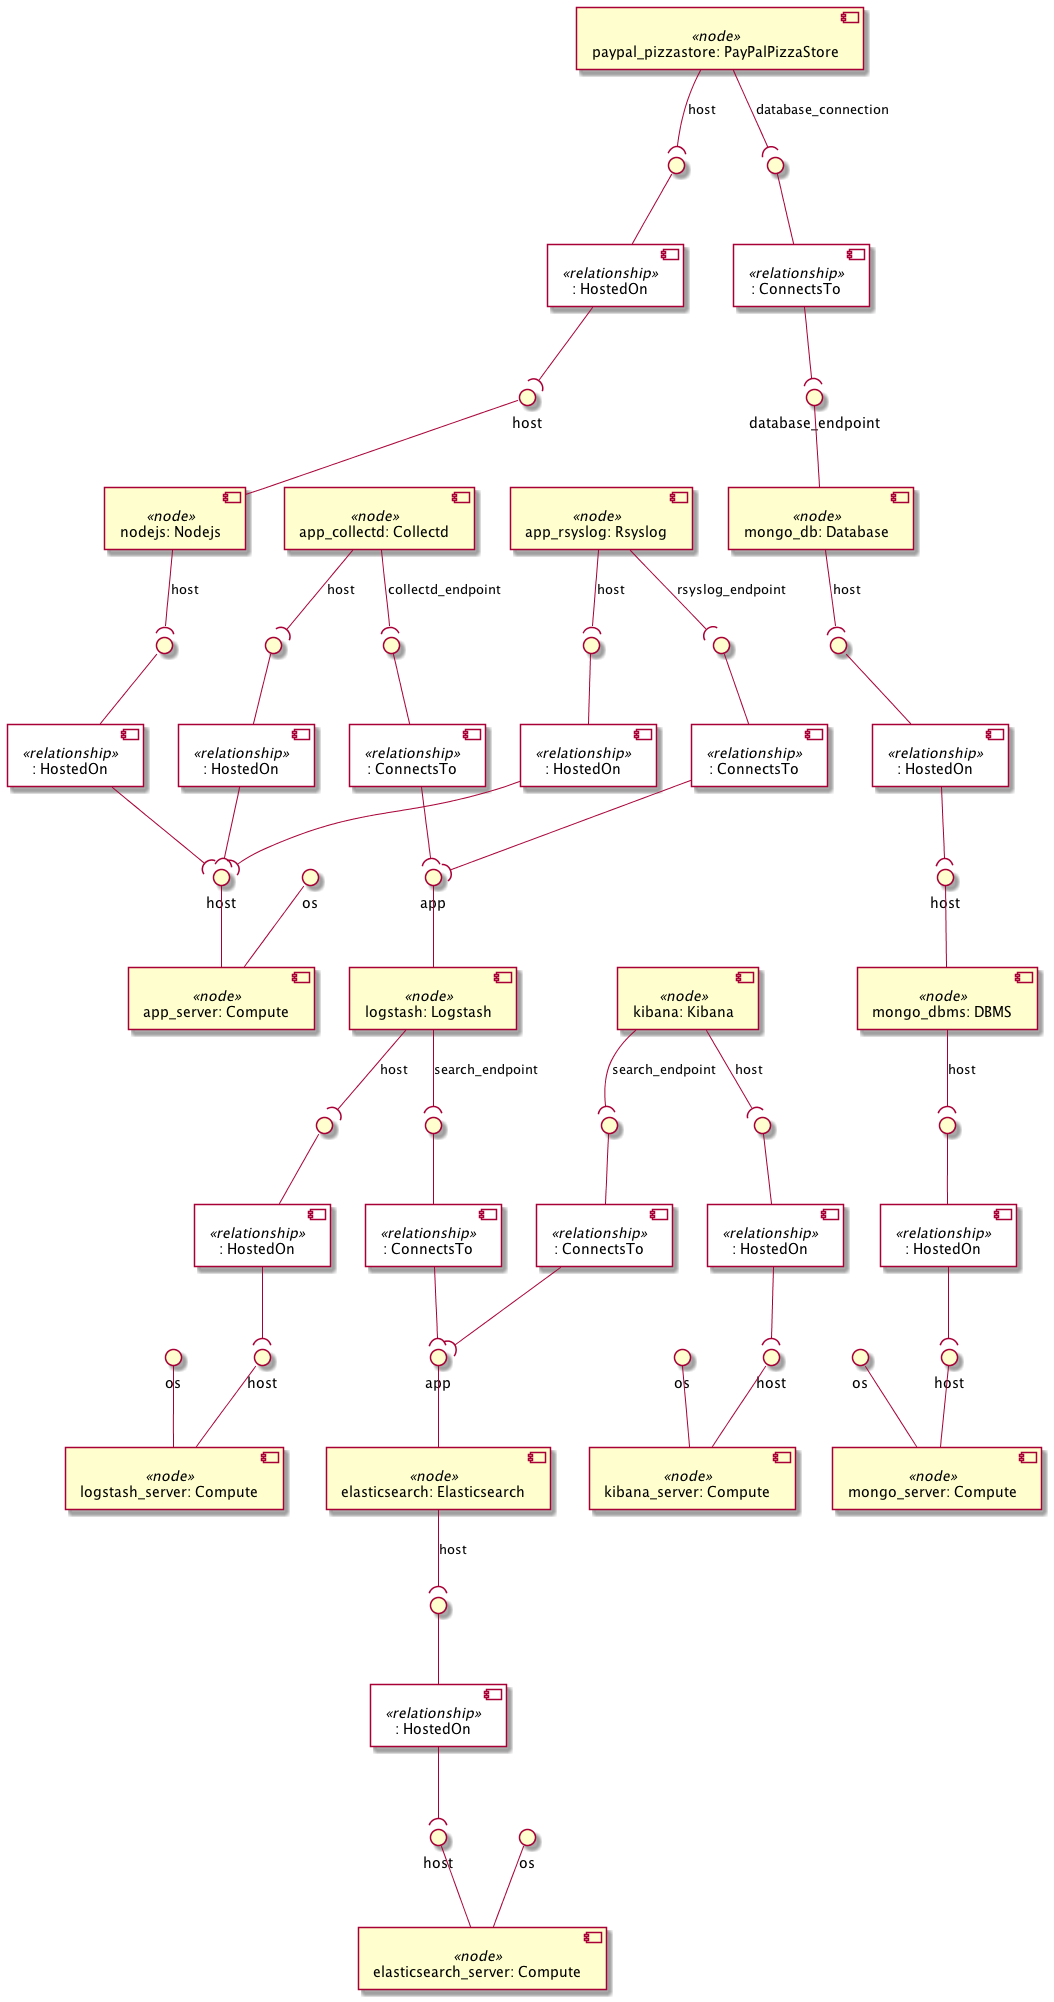 «node»
paypal_pizzastore: PayPalPizzaStore
host
database_connection
«relationship»
: HostedOn
«relationship»
: ConnectsTo
host
database_endpoint
«node»
nodejs: Nodejs
«node»
app_collectd: Collectd
«node»
app_rsyslog: Rsyslog
«node»
mongo_db: Database
host
host
collectd_endpoint
host
rsyslog_endpoint
host
«relationship»
: HostedOn
«relationship»
: HostedOn
«relationship»
: ConnectsTo
«relationship»
: HostedOn
«relationship»
: ConnectsTo
«relationship»
: HostedOn
host
os
app
host
«node»
app_server: Compute
«node»
logstash: Logstash
«node»
kibana: Kibana
«node»
mongo_dbms: DBMS
host
search_endpoint
search_endpoint
host
host
«relationship»
: HostedOn
«relationship»
: ConnectsTo
«relationship»
: ConnectsTo
«relationship»
: HostedOn
«relationship»
: HostedOn
os
host
app
os
host
os
host
«node»
logstash_server: Compute
«node»
elasticsearch: Elasticsearch
«node»
kibana_server: Compute
«node»
mongo_server: Compute
host
«relationship»
: HostedOn
host
os
«node»
elasticsearch_server: Compute